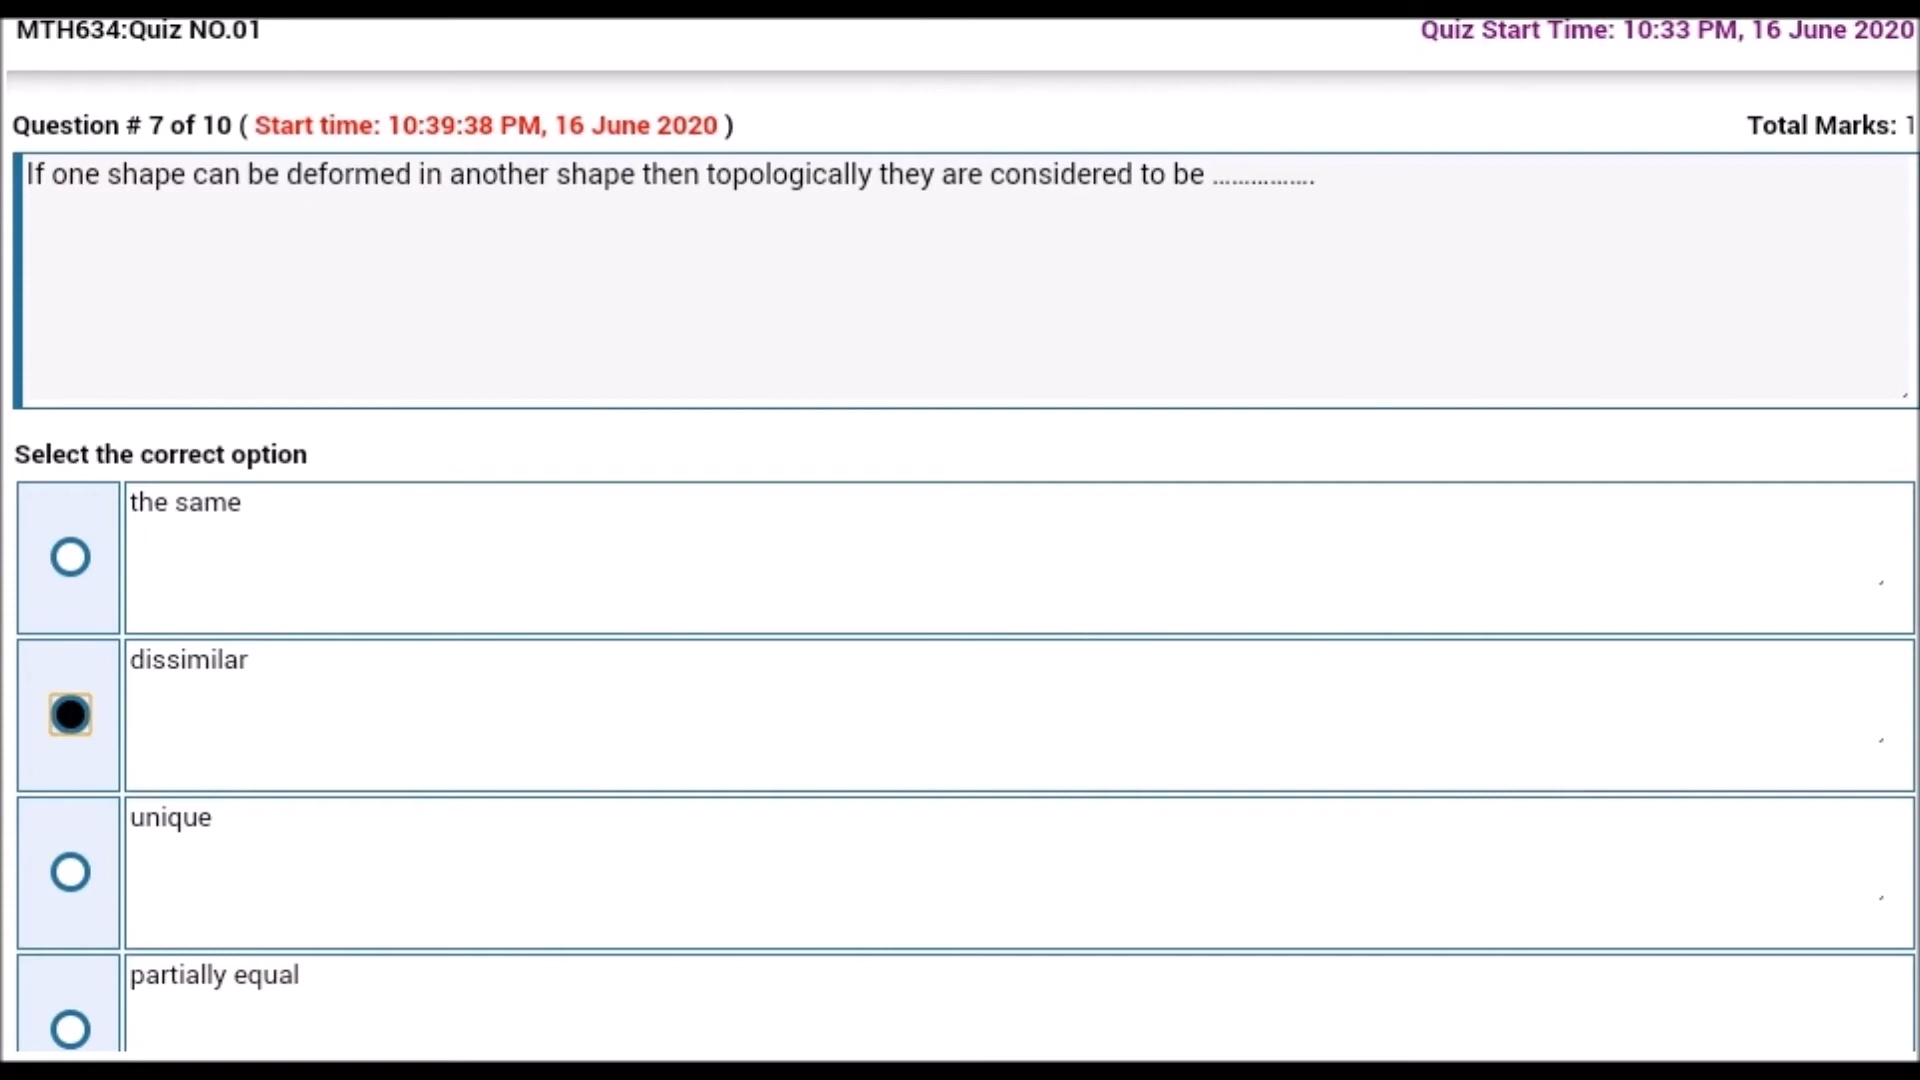 MTH634:Quiz NO.01
Quiz Start Time: 10:33 PM, 16 June 2020
Question # 7 of 10 ( Start time: 10:39:38 PM, 16 June 2020 )
Total Marks: 1
If one shape can be deformed in another shape then topologically they are considered to be ................
Select the correct option
the same
dissimilar
unique
partially equal